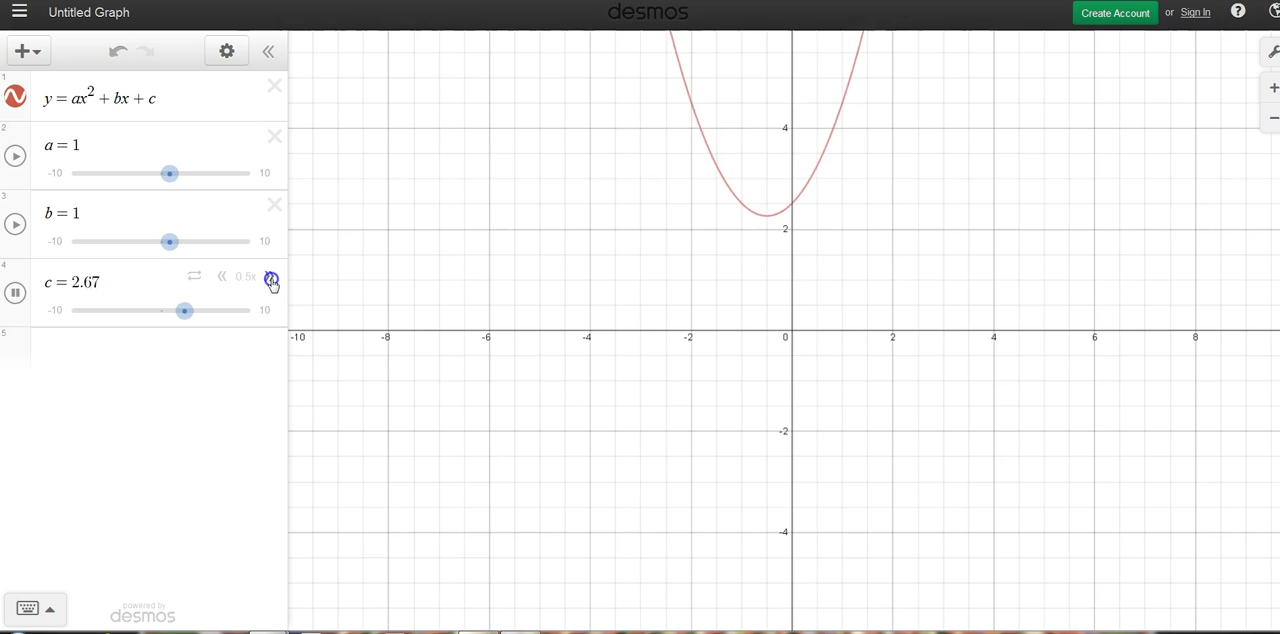 Untitled Graph
desmos
Create Account or Sign In
1
y = ax² + bx + c
2
a = 1
-10 10
3
b = 1
-10 10
4
c = 2.67
0.5x
-10 10
5
powered by
desmos
4
2
-10 -8 -6 -4 -2 0 2 4 6 8
-2
-4